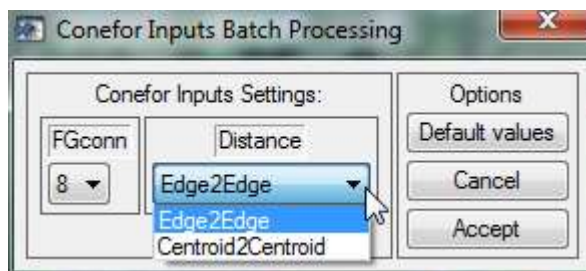 Conefor Inputs Batch Processing
Conefor Inputs Settings:
FGconn
8
Distance
Edge2Edge
Edge2Edge
Centroid2Centroid
Options
Default values
Cancel
Accept